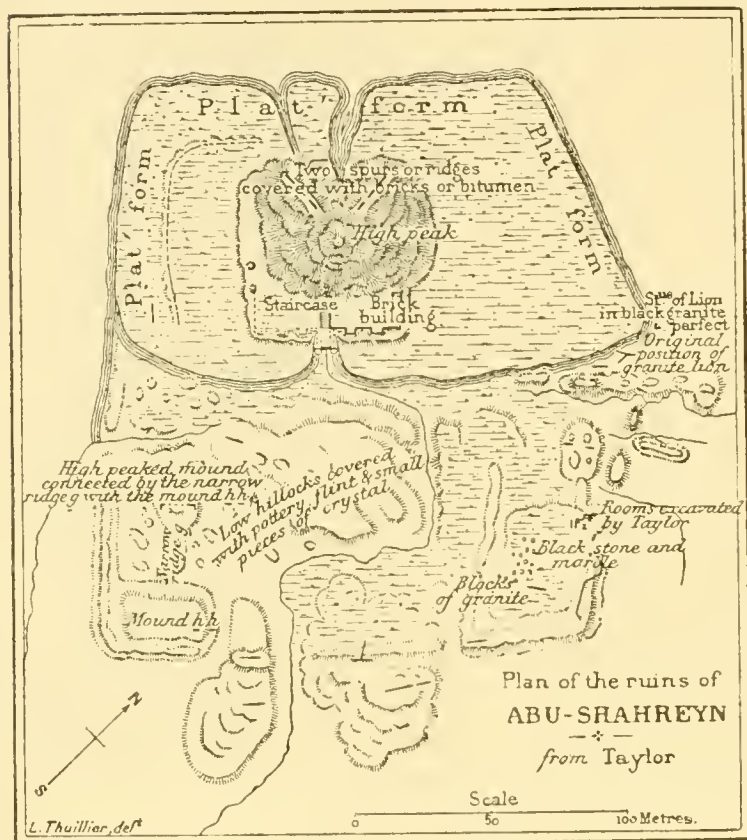 Plat form
Plat form
Plat form
Two spurs or ridges
covered with bricks or bitumen
High peak
Staircase
Brick
building
Stue of Lion
in black granite
perfect
Original
position of
granite lion
High peaked mound
connected by the narrow
ridge g with the mound hh
Narrow
ridge g
Low hillocks covered
with pottery, flint & small
pieces of crystal
Rooms excavated
by Taylor
Black stone and
marble
Blocks
of granite
Mound hh
Plan of the ruins of
ABU-SHAHREYN
from Taylor
N
S
Scale
0 50 100 Metres.
L. Thuillier, delt